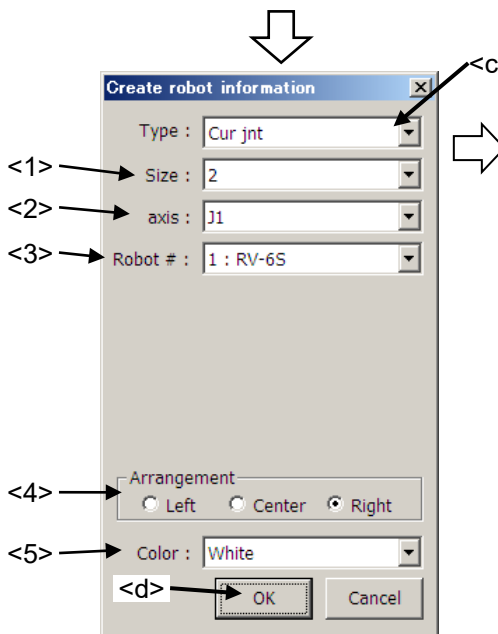 <c
Create robot information
Type : Cur jnt
<1> Size : 2
<2> axis : J1
<3> Robot # : 1 : RV-6S
Arrangement
<4> Left Center Right
<5> Color : White
<d> OK Cancel